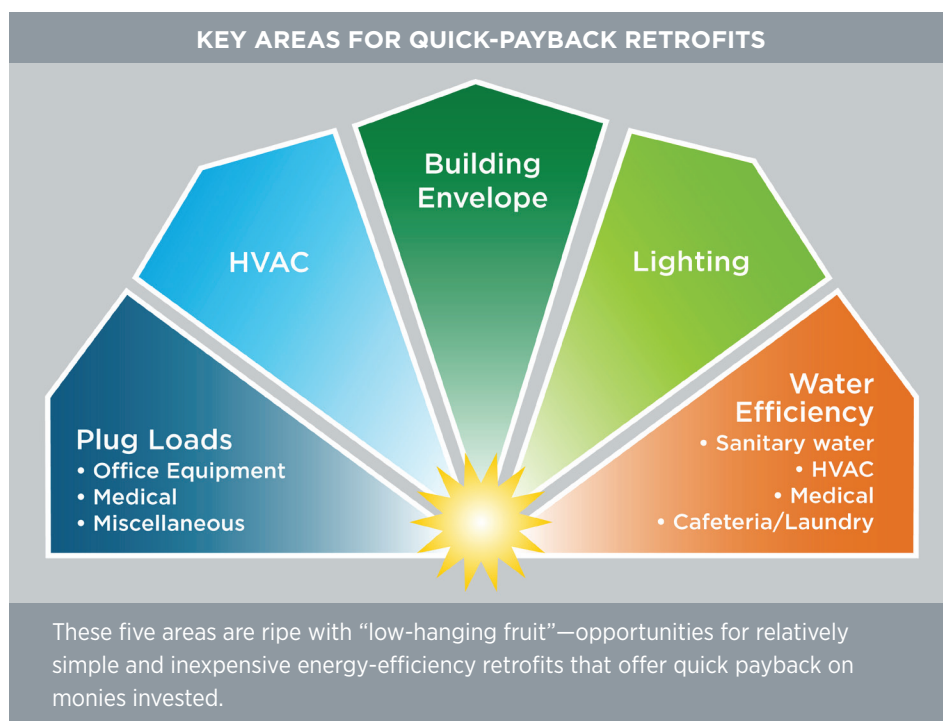 KEY AREAS FOR QUICK-PAYBACK RETROFITS
Plug Loads
• Office Equipment
• Medical
• Miscellaneous
HVAC
Building
Envelope
Lighting
Water
Efficiency
• Sanitary water
• HVAC
• Medical
• Cafeteria/Laundry
These five areas are ripe with “low-hanging fruit”—opportunities for relatively
simple and inexpensive energy-efficiency retrofits that offer quick payback on
monies invested.